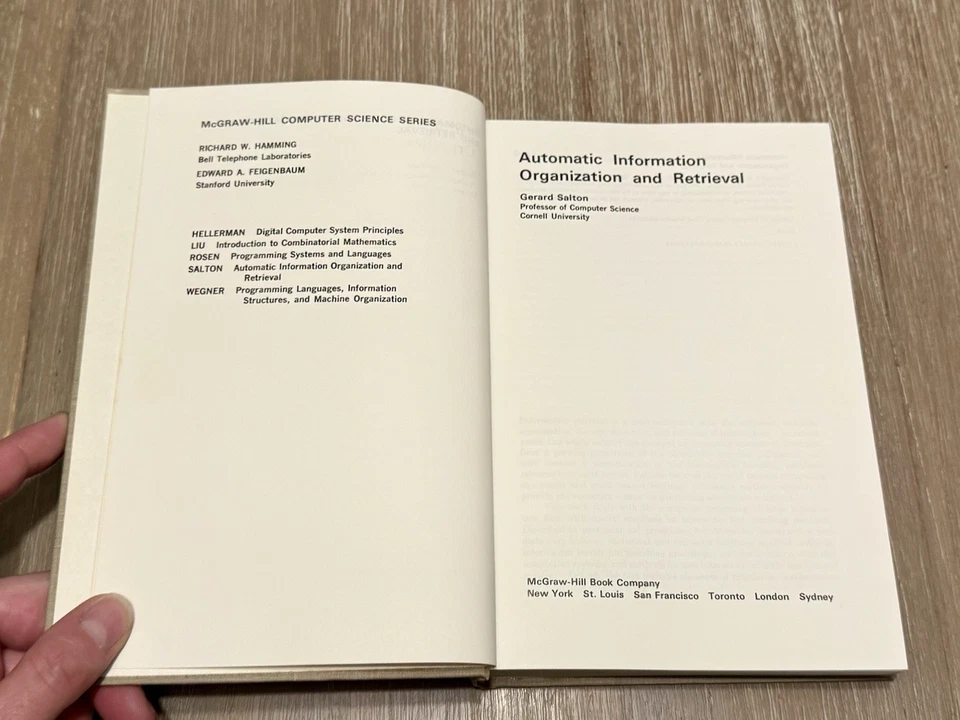 McGRAW-HILL COMPUTER SCIENCE SERIES
RICHARD W. HAMMING
Bell Telephone Laboratories
EDWARD A. FEIGENBAUM
Stanford University
HELLERMAN Digital Computer System Principles
LIU Introduction to Combinatorial Mathematics
ROSEN Programming Systems and Languages
SALTON Automatic Information Organization and
Retrieval
WEGNER Programming Languages, Information
Structures, and Machine Organization
Automatic Information
Organization and Retrieval
Gerard Salton
Professor of Computer Science
Cornell University
McGraw-Hill Book Company
New York St. Louis San Francisco Toronto London Sydney